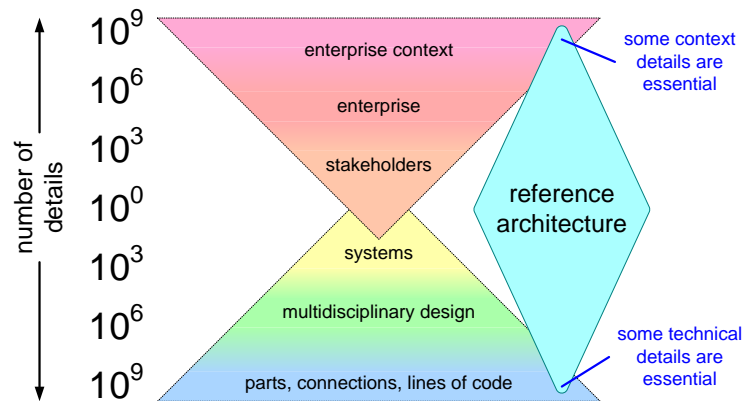 number of
details
10⁹
10⁶
10³
10⁰
10³
10⁶
10⁹
enterprise context
enterprise
stakeholders
systems
multidisciplinary design
parts, connections, lines of code
reference
architecture
some context
details are
essential
some technical
details are
essential